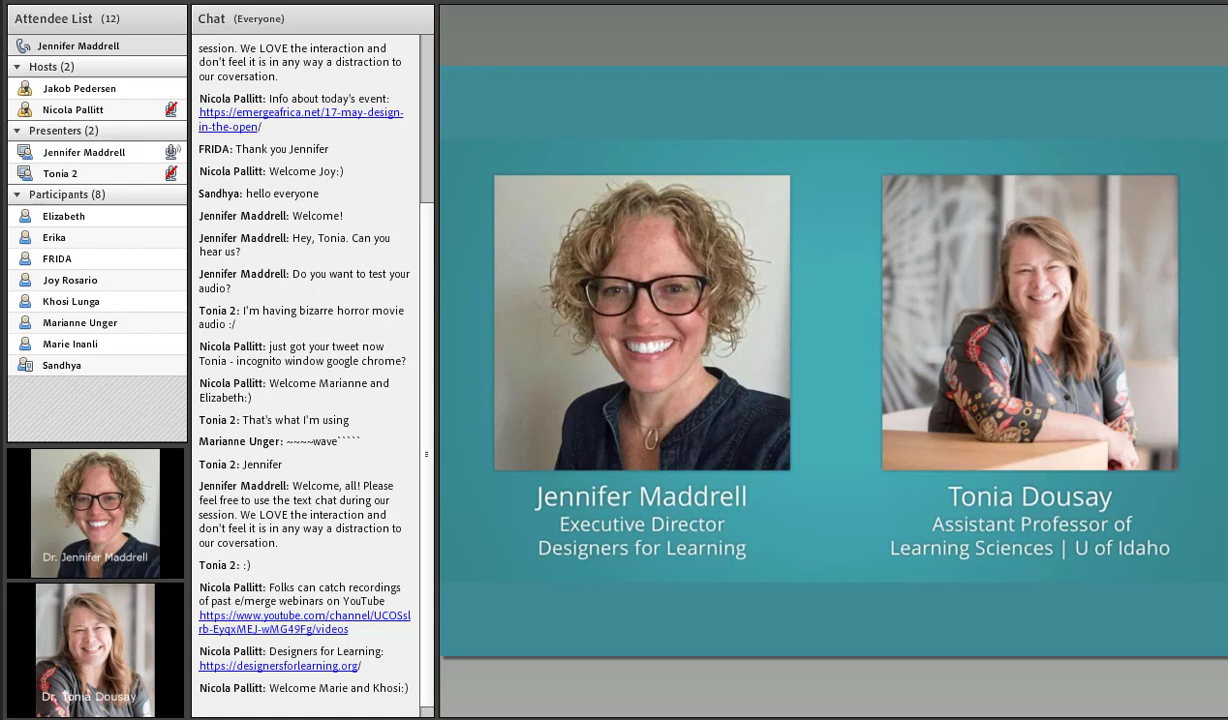 Attendee List (12)
Jennifer Maddrell
Hosts (2)
Jakob Pedersen
Nicola Pallitt
Presenters (2)
Jennifer Maddrell
Tonia 2
Participants (8)
Elizabeth
Erika
FRIDA
Joy Rosario
Khosi Lunga
Marianne Unger
Marie Inanli
Sandhya
Dr. Jennifer Maddrell
Dr. Tonia Dousay
Chat (Everyone)
session. We LOVE the interaction and
don't feel it is in any way a distraction to
our coversation.
Nicola Pallitt: Info about today's event:
https://emergeafrica.net/17-may-design-
in-the-open/
FRIDA: Thank you Jennifer
Nicola Pallitt: Welcome Joy:)
Sandhya: hello everyone
Jennifer Maddrell: Welcome!
Jennifer Maddrell: Hey, Tonia. Can you
hear us?
Jennifer Maddrell: Do you want to test your
audio?
Tonia 2: I'm having bizarre horror movie
audio :/
Nicola Pallitt: just got your tweet now
Tonia - incognito window google chrome?
Nicola Pallitt: Welcome Marianne and
Elizabeth:)
Tonia 2: That's what I'm using
Marianne Unger: ~~~~wave`````
Tonia 2: Jennifer
Jennifer Maddrell: Welcome, all! Please
feel free to use the text chat during our
session. We LOVE the interaction and
don't feel it is in any way a distraction to
our coversation.
Tonia 2: :)
Nicola Pallitt: Folks can catch recordings
of past e/merge webinars on YouTube
https://www.youtube.com/channel/UCOSsl
rb-EyqxMEJ-wMG49Fg/videos
Nicola Pallitt: Designers for Learning:
https://designersforlearning.org/
Nicola Pallitt: Welcome Marie and Khosi:)
Jennifer Maddrell
Executive Director
Designers for Learning
Tonia Dousay
Assistant Professor of
Learning Sciences | U of Idaho